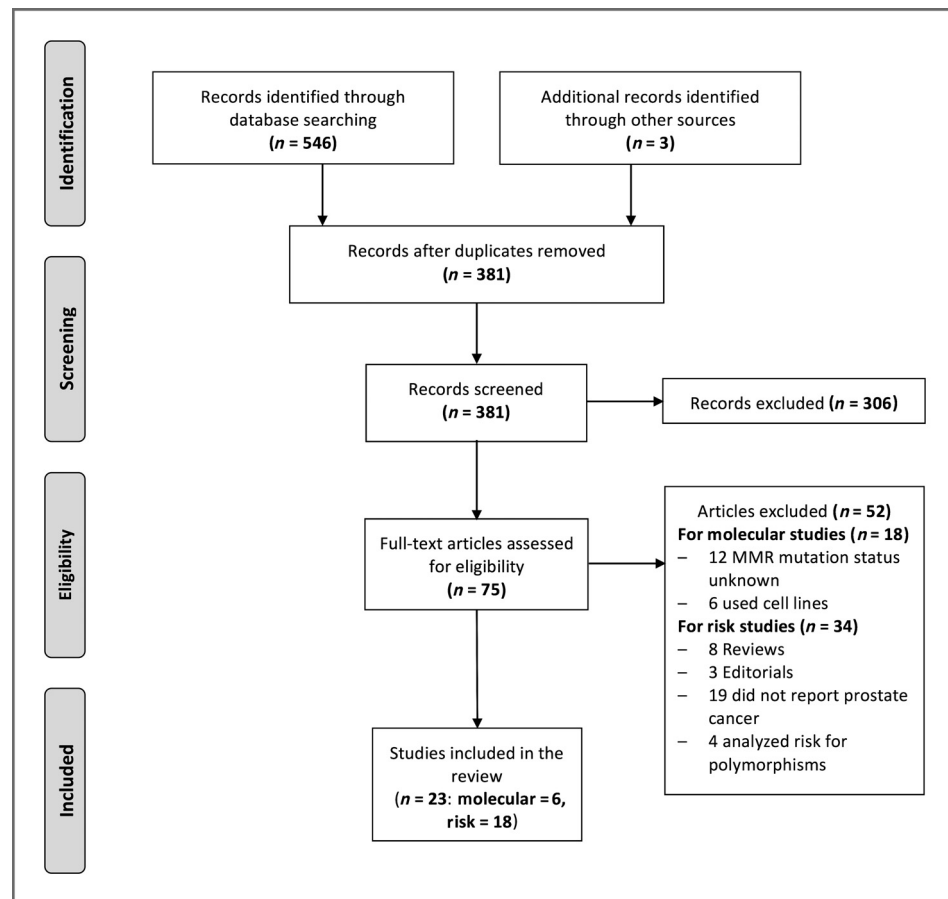 Identification
Records identified through
database searching
(n = 546)
Additional records identified
through other sources
(n = 3)
Records after duplicates removed
(n = 381)
Screening
Records screened
(n = 381)
Records excluded (n = 306)
Eligibility
Full-text articles assessed
for eligibility
(n = 75)
Articles excluded (n = 52)
For molecular studies (n = 18)
– 12 MMR mutation status
unknown
– 6 used cell lines
For risk studies (n = 34)
– 8 Reviews
– 3 Editorials
– 19 did not report prostate
cancer
– 4 analyzed risk for
polymorphisms
Included
Studies included in the
review
(n = 23: molecular = 6,
risk = 18)